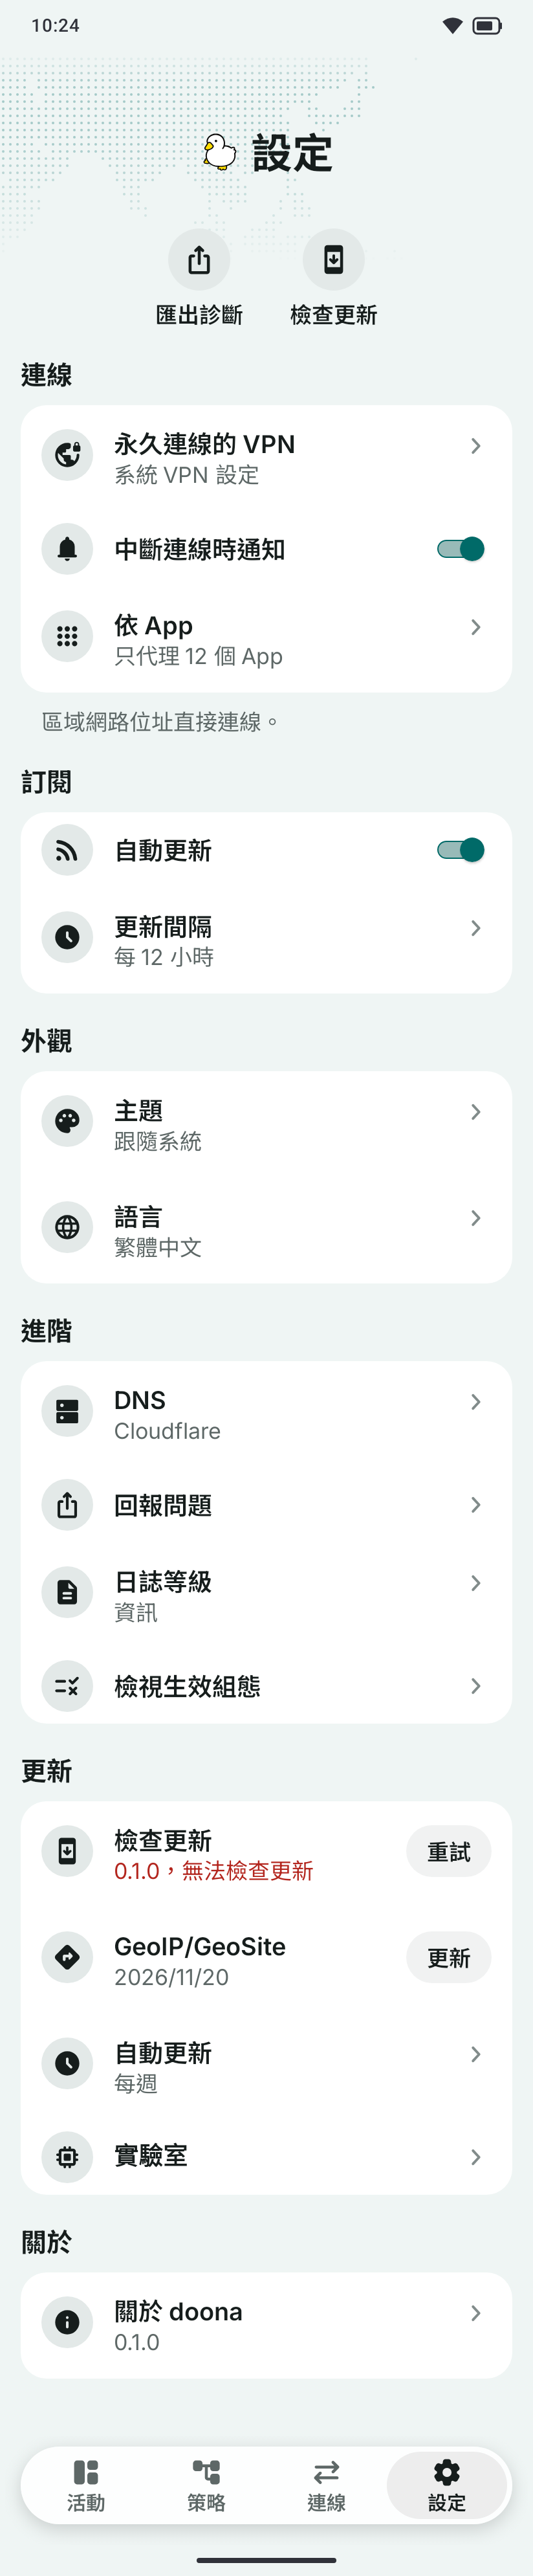 10:24
設定
匯出診斷
檢查更新
連線
永久連線的 VPN
系統 VPN 設定
中斷連線時通知
依 App
只代理 12 個 App
區域網路位址直接連線。
訂閱
自動更新
更新間隔
每 12 小時
外觀
主題
跟隨系統
語言
繁體中文
進階
DNS
Cloudflare
回報問題
日誌等級
資訊
檢視生效組態
更新
檢查更新
0.1.0，無法檢查更新
重試
GeoIP/GeoSite
2026/11/20
更新
自動更新
每週
實驗室
關於
關於 doona
0.1.0
活動
策略
連線
設定